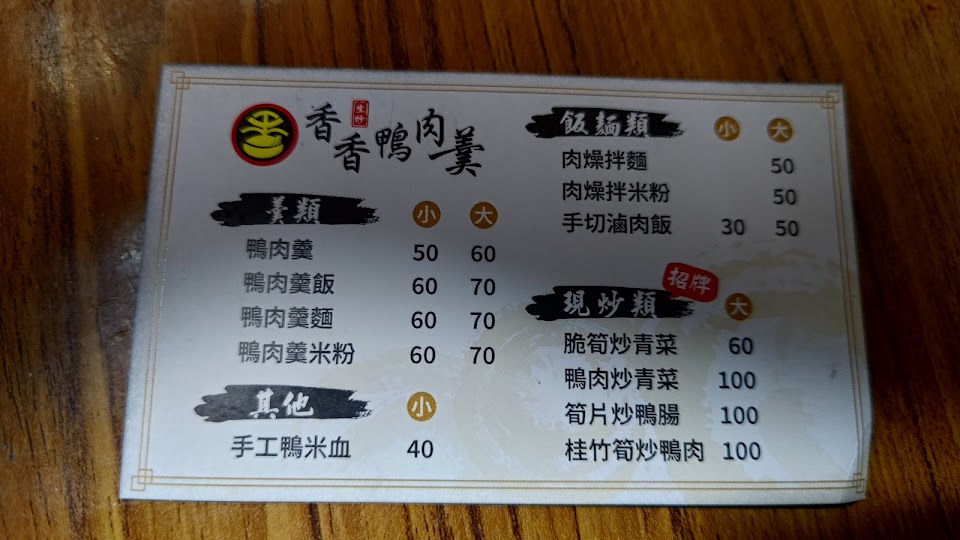 香香鴨肉羹
生炒
羹類 小 大
鴨肉羹 50 60
鴨肉羹飯 60 70
鴨肉羹麵 60 70
鴨肉羹米粉 60 70
其他 小
手工鴨米血 40
飯麵類 小 大
肉燥拌麵 50
肉燥拌米粉 50
手切滷肉飯 30 50
招牌
現炒類 大
脆筍炒青菜 60
鴨肉炒青菜 100
筍片炒鴨腸 100
桂竹筍炒鴨肉 100